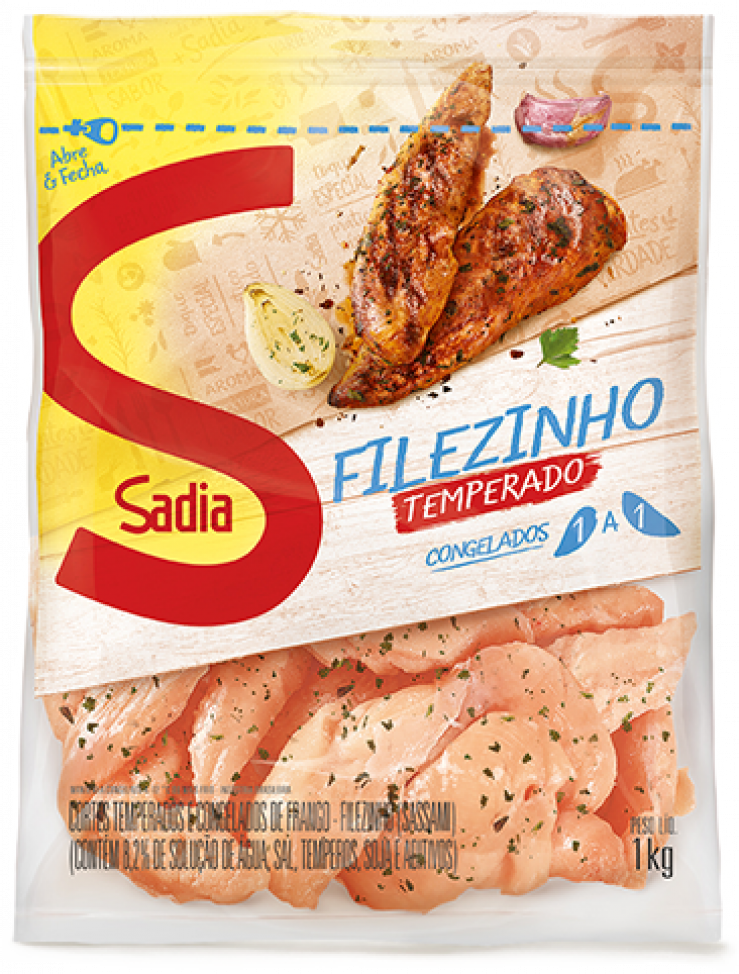 Abre
& Fecha
Sadia
FILEZINHO
TEMPERADO
CONGELADOS 1 A 1
CORTES TEMPERADOS E CONGELADOS DE FRANGO - FILEZINHO (SASSAMI)
(CONTÉM 8,2% DE SOLUÇÃO DE ÁGUA, SAL, TEMPEROS, SOJA E ADITIVOS)
PESO LÍQ.
1kg